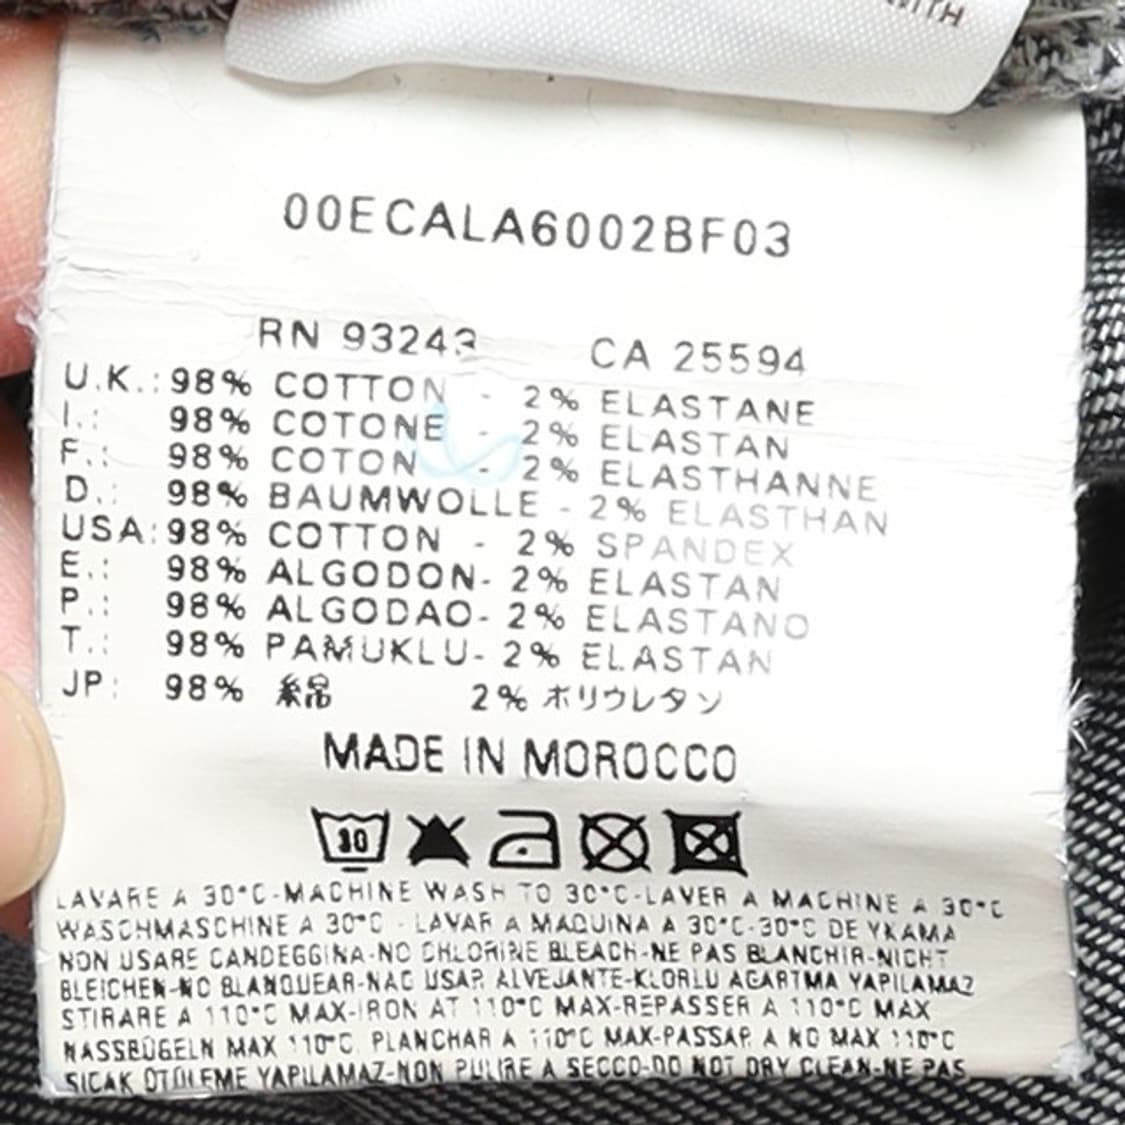 WITH
00ECALA6002BF03
RN 93243 CA 25594
U.K.: 98% COTTON - 2% ELASTANE
I.: 98% COTONE - 2% ELASTAN
F.: 98% COTON - 2% ELASTHANNE
D.: 98% BAUMWOLLE - 2% ELASTHAN
USA: 98% COTTON - 2% SPANDEX
E.: 98% ALGODON- 2% ELASTAN
P.: 98% ALGODAO- 2% ELASTANO
T.: 98% PAMUKLU- 2% ELASTAN
JP: 98% 綿 2% ポリウレタン
MADE IN MOROCCO
30
LAVARE A 30°C-MACHINE WASH TO 30°C-LAVER A MACHINE A 30°C
WASCHMASCHINE A 30°C - LAVAR A MAQUINA A 30°C-30°C DE YKAMA
NON USARE CANDEGGINA-NO CHLORINE BLEACH-NE PAS BLANCHIR-NICHT
BLEICHEN-NO BLANQUEAR-NAO USAR ALVEJANTE-KLORLU AGARTMA YAPILAMAZ
STIRARE A 110°C MAX-IRON AT 110°C MAX-REPASSER A 110°C MAX
NASSBÜGELN MAX 110°C. PLANCHAR A 110°C MAX-PASSAR A NO MAX 110°C
SICAK ÜTÜLEME YAPILAMAZ-NON PULIRE A SECCO-DO NOT DRY CLEAN-NE PAS